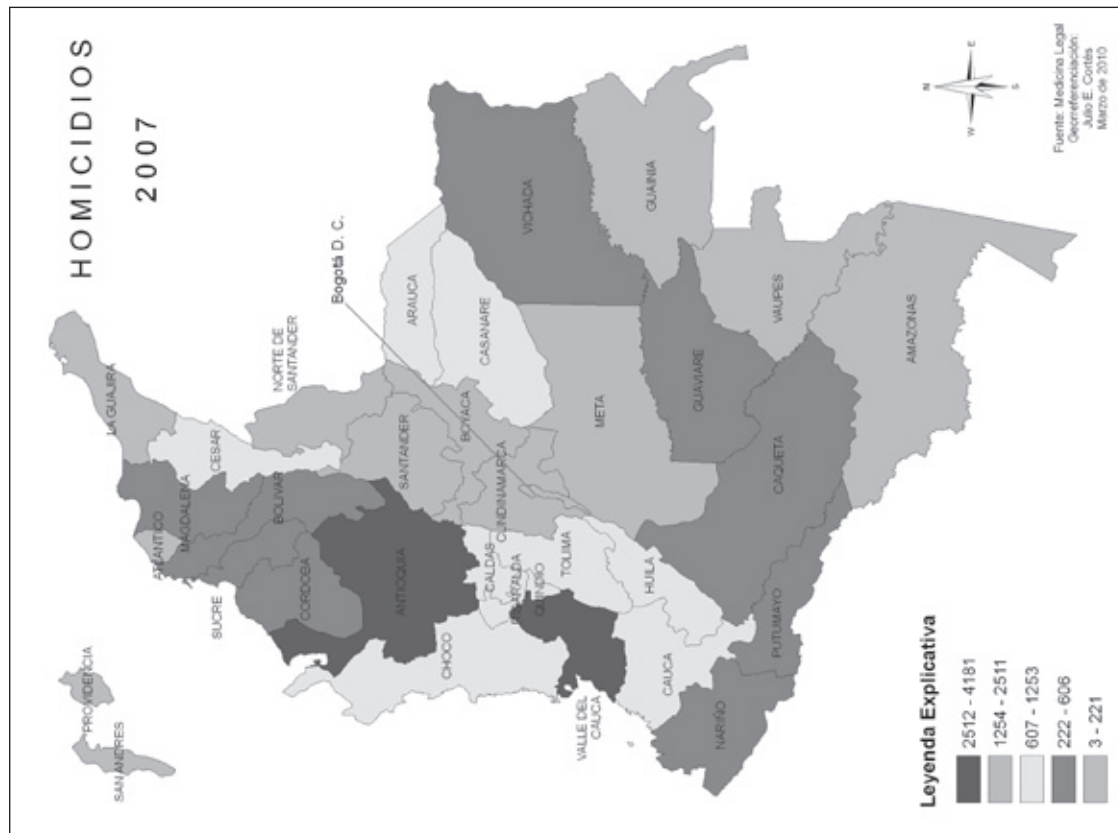 HOMICIDIOS
2007
SAN ANDRES
PROVIDENCIA
LA GUAJIRA
ATLANTICO
MAGDALENA
CESAR
SUCRE
BOLIVAR
CORDOBA
NORTE DE
SANTANDER
ANTIOQUIA
SANTANDER
ARAUCA
CHOCO
CALDAS
BOYACA
CASANARE
VICHADA
CUNDINAMARCA
QUINDIO
TOLIMA
Bogotá D. C.
VALLE DEL
CAUCA
META
GUAINIA
CAUCA
HUILA
GUAVIARE
NARIÑO
CAQUETA
VAUPES
PUTUMAYO
AMAZONAS
N
W
E
S
Leyenda Explicativa
2512 - 4181
1254 - 2511
607 - 1253
222 - 606
3 - 221
Fuente: Medicina Legal
Georreferenciación:
Julio E. Cortés
Marzo de 2010